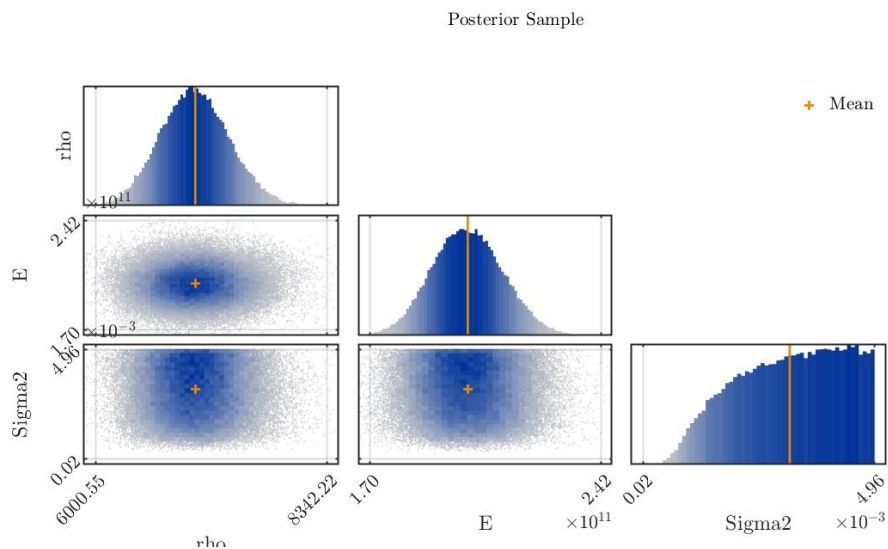 Posterior Sample
Mean
rho
×10¹¹
2.42
E
1.70
×10⁻³
4.96
Sigma2
0.02
6000.55 8342.22 1.70 2.42 0.02 4.96
rho E ×10¹¹ Sigma2 ×10⁻³